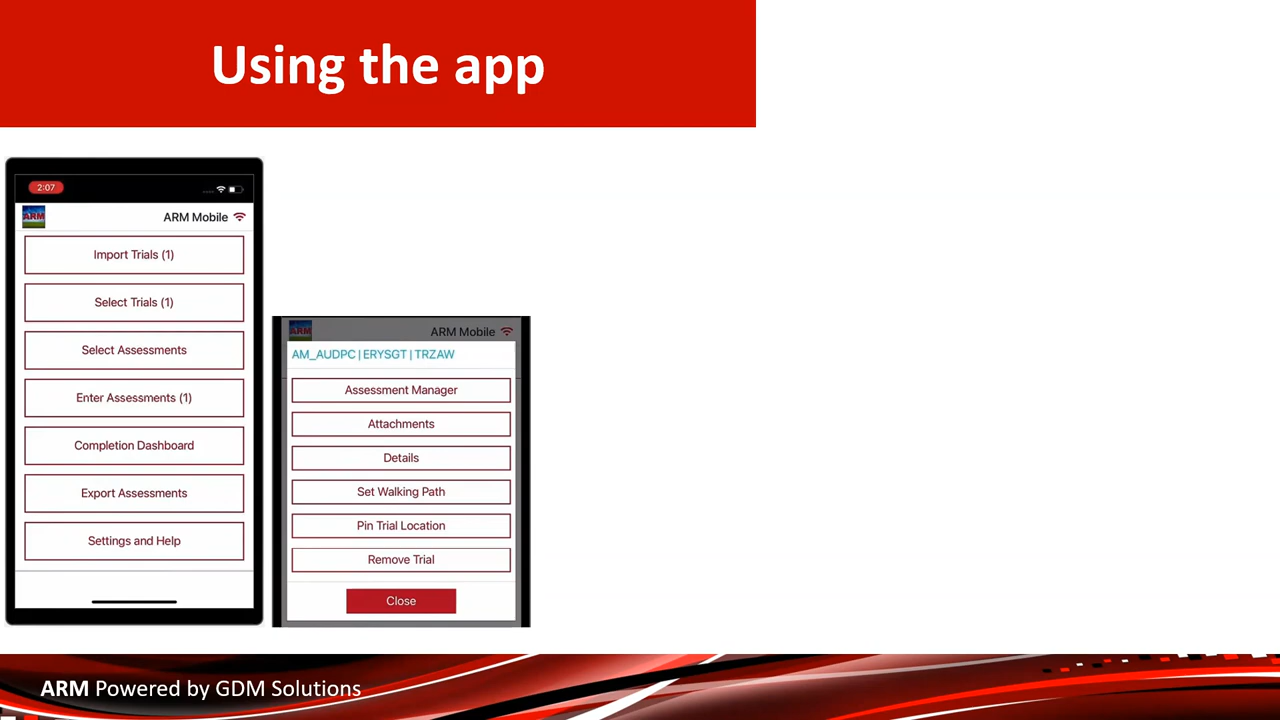 Using the app
2:07
ARM
ARM Mobile
Import Trials (1)
Select Trials (1)
Select Assessments
Enter Assessments (1)
Completion Dashboard
Export Assessments
Settings and Help
ARM
ARM Mobile
AM_AUDPC | ERYSGT | TRZAW
Assessment Manager
Attachments
Details
Set Walking Path
Pin Trial Location
Remove Trial
Close
ARM Powered by GDM Solutions